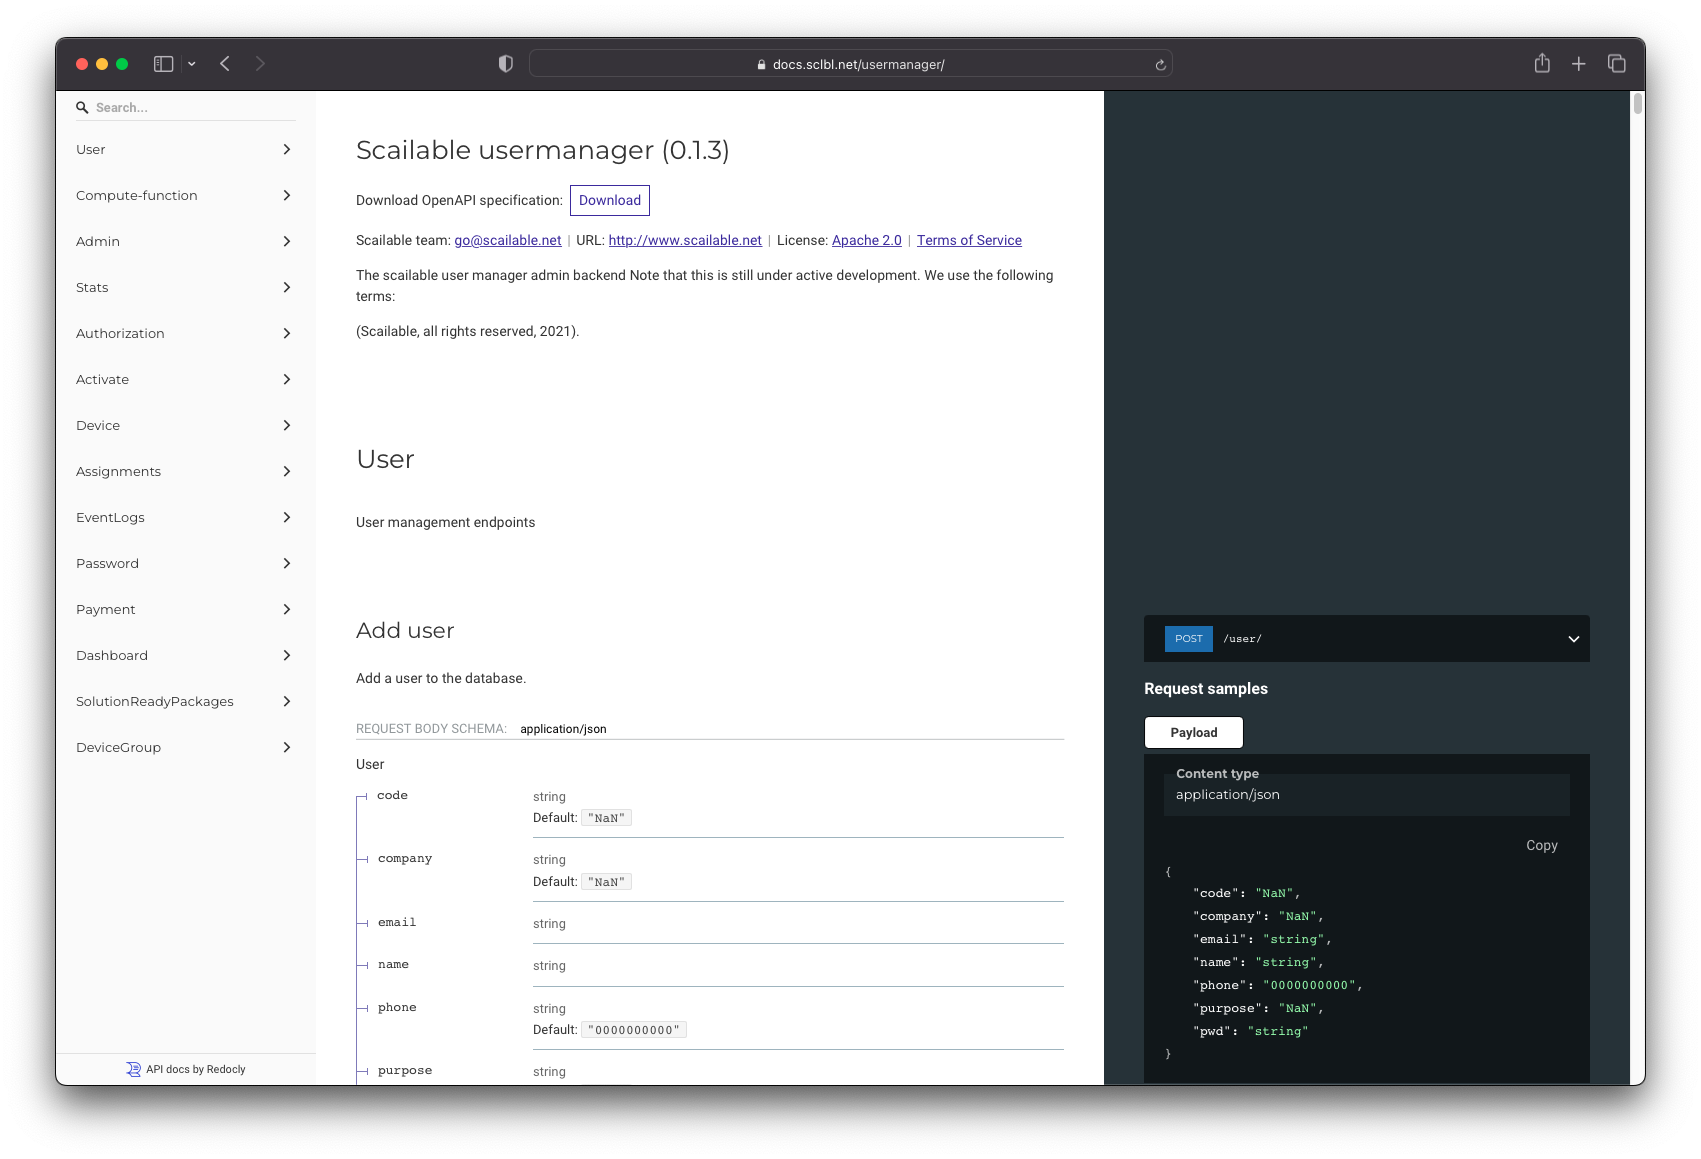 docs.sclbl.net/usermanager/
Search...
User
Compute-function
Admin
Stats
Authorization
Activate
Device
Assignments
EventLogs
Password
Payment
Dashboard
SolutionReadyPackages
DeviceGroup
API docs by Redocly
Scailable usermanager (0.1.3)
Download OpenAPI specification: Download
Scailable team: go@scailable.net | URL: http://www.scailable.net | License: Apache 2.0 | Terms of Service
The scailable user manager admin backend Note that this is still under active development. We use the following
terms:
(Scailable, all rights reserved, 2021).
User
User management endpoints
Add user
Add a user to the database.
REQUEST BODY SCHEMA: application/json
User
code string
Default: "NaN"
company string
Default: "NaN"
email string
name string
phone string
Default: "0000000000"
purpose string
POST /user/
Request samples
Payload
Content type
application/json
Copy
{
"code": "NaN",
"company": "NaN",
"email": "string",
"name": "string",
"phone": "0000000000",
"purpose": "NaN",
"pwd": "string"
}